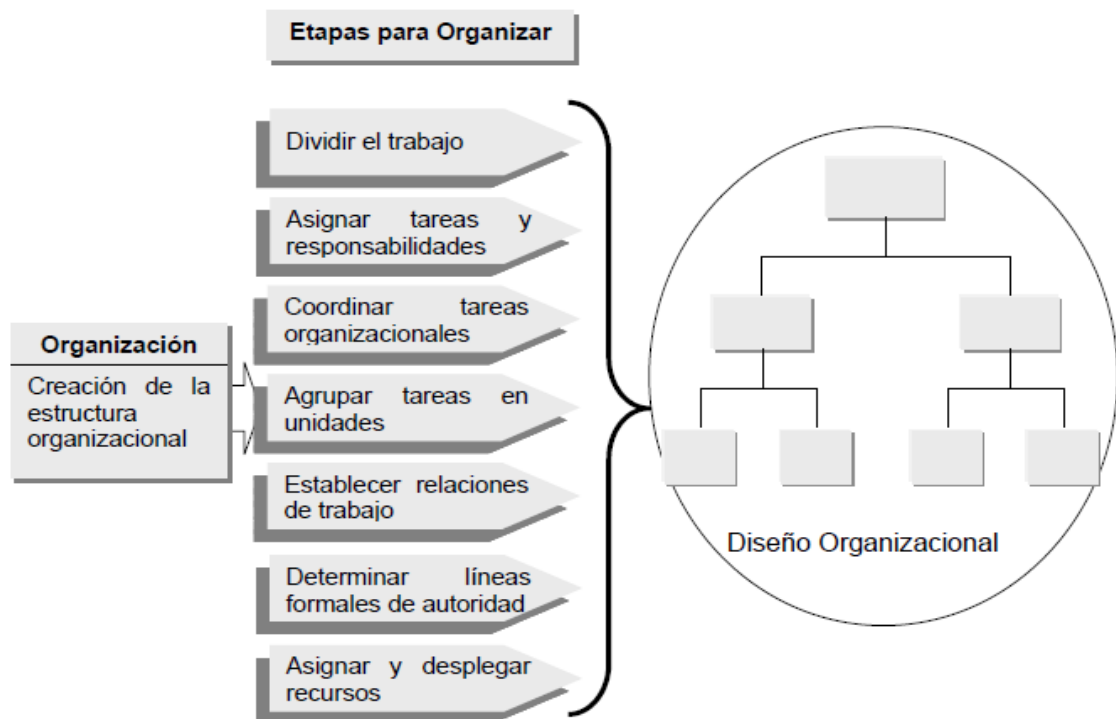 Etapas para Organizar
Dividir el trabajo
Asignar tareas y
responsabilidades
Coordinar tareas
organizacionales
Organización
Creación de la
estructura
organizacional
Agrupar tareas en
unidades
Establecer relaciones
de trabajo
Determinar líneas
formales de autoridad
Asignar y desplegar
recursos
Diseño Organizacional